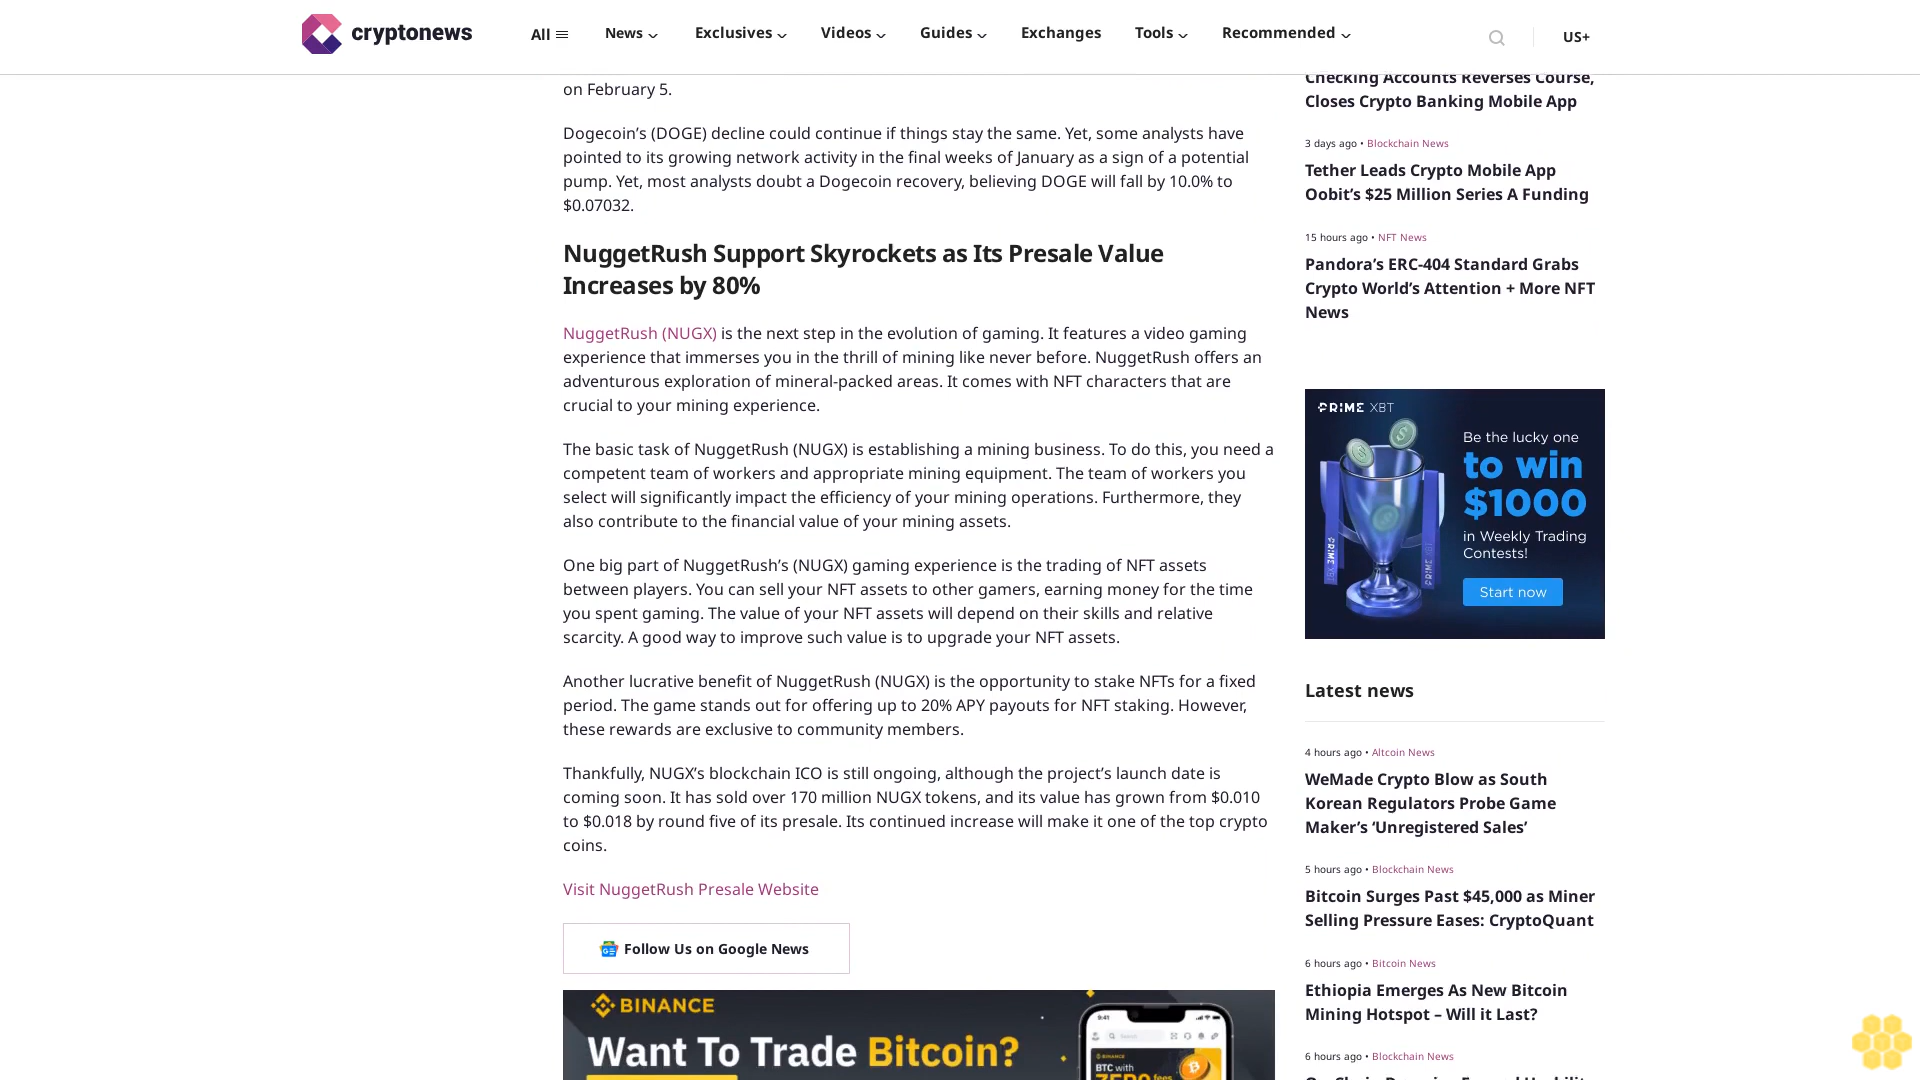 cryptonews
All
News
Exclusives
Videos
Guides
Exchanges
Tools
Recommended
US+
on February 5.
Dogecoin’s (DOGE) decline could continue if things stay the same. Yet, some analysts have
pointed to its growing network activity in the final weeks of January as a sign of a potential
pump. Yet, most analysts doubt a Dogecoin recovery, believing DOGE will fall by 10.0% to
$0.07032.
NuggetRush Support Skyrockets as Its Presale Value
Increases by 80%
NuggetRush (NUGX) is the next step in the evolution of gaming. It features a video gaming
experience that immerses you in the thrill of mining like never before. NuggetRush offers an
adventurous exploration of mineral-packed areas. It comes with NFT characters that are
crucial to your mining experience.
The basic task of NuggetRush (NUGX) is establishing a mining business. To do this, you need a
competent team of workers and appropriate mining equipment. The team of workers you
select will significantly impact the efficiency of your mining operations. Furthermore, they
also contribute to the financial value of your mining assets.
One big part of NuggetRush’s (NUGX) gaming experience is the trading of NFT assets
between players. You can sell your NFT assets to other gamers, earning money for the time
you spent gaming. The value of your NFT assets will depend on their skills and relative
scarcity. A good way to improve such value is to upgrade your NFT assets.
Another lucrative benefit of NuggetRush (NUGX) is the opportunity to stake NFTs for a fixed
period. The game stands out for offering up to 20% APY payouts for NFT staking. However,
these rewards are exclusive to community members.
Thankfully, NUGX’s blockchain ICO is still ongoing, although the project’s launch date is
coming soon. It has sold over 170 million NUGX tokens, and its value has grown from $0.010
to $0.018 by round five of its presale. Its continued increase will make it one of the top crypto
coins.
Visit NuggetRush Presale Website
Follow Us on Google News
BINANCE
Want To Trade Bitcoin?
9:41
Search
BINANCE
BTC with
ZERO fees
Checking Accounts Reverses Course,
Closes Crypto Banking Mobile App
3 days ago • Blockchain News
Tether Leads Crypto Mobile App
Oobit’s $25 Million Series A Funding
15 hours ago • NFT News
Pandora’s ERC-404 Standard Grabs
Crypto World’s Attention + More NFT
News
PRIME XBT
Be the lucky one
to win
$1000
in Weekly Trading
Contests!
Start now
Latest news
4 hours ago • Altcoin News
WeMade Crypto Blow as South
Korean Regulators Probe Game
Maker’s ‘Unregistered Sales’
5 hours ago • Blockchain News
Bitcoin Surges Past $45,000 as Miner
Selling Pressure Eases: CryptoQuant
6 hours ago • Bitcoin News
Ethiopia Emerges As New Bitcoin
Mining Hotspot – Will it Last?
6 hours ago • Blockchain News